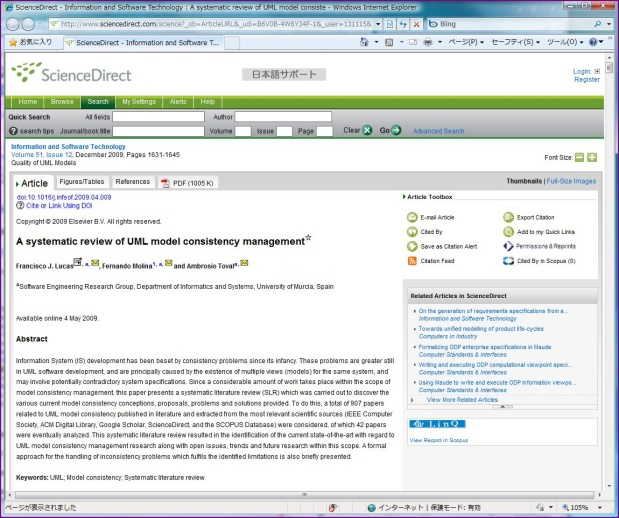 ScienceDirect - Information and Software Technology : A systematic review of UML model consiste - Windows Internet Explorer
http://www.sciencedirect.com/science?_ob=ArticleURL&_udi=B6V0B-4W6Y34F-1&_user=131115
Bing
お気に入り
ScienceDirect - Information and Software T...
ページ(P)
セーフティ(S)
ツール(O)
ScienceDirect
日本語サポート
Login
Register
Home Browse Search My Settings Alerts Help
Quick Search All fields Author
search tips Journal/book title Volume Issue Page Clear Go Advanced Search
Information and Software Technology
Volume 51, Issue 12, December 2009, Pages 1631-1645
Quality of UML Models
Font Size:
Article Figures/Tables References PDF (1005 K)
Thumbnails | Full-Size Images
doi:10.1016/j.infsof.2009.04.009
Cite or Link Using DOI
Copyright © 2009 Elsevier B.V. All rights reserved.
A systematic review of UML model consistency management☆
Francisco J. Lucas, a, Fernando Molina1, a, and Ambrosio Tovala,
aSoftware Engineering Research Group, Department of Informatics and Systems, University of Murcia, Spain
Available online 4 May 2009.
Abstract
Information System (IS) development has been beset by consistency problems since its infancy. These problems are greater still
in UML software development, and are principally caused by the existence of multiple views (models) for the same system, and
may involve potentially contradictory system specifications. Since a considerable amount of work takes place within the scope of
model consistency management, this paper presents a systematic literature review (SLR) which was carried out to discover the
various current model consistency conceptions, proposals, problems and solutions provided. To do this, a total of 907 papers
related to UML model consistency published in literature and extracted from the most relevant scientific sources (IEEE Computer
Society, ACM Digital Library, Google Scholar, ScienceDirect, and the SCOPUS Database) were considered, of which 42 papers
were eventually analyzed. This systematic literature review resulted in the identification of the current state-of-the-art with regard to
UML model consistency management research along with open issues, trends and future research within this scope. A formal
approach for the handling of inconsistency problems which fulfils the identified limitations is also briefly presented.
Keywords: UML; Model consistency; Systematic literature review
Article Toolbox
E-mail Article
Export Citation
Cited By
Add to my Quick Links
Save as Citation Alert
Permissions & Reprints
Citation Feed
Cited By in Scopus (0)
Related Articles in ScienceDirect
On the generation of requirements specifications from s...
Information and Software Technology
Towards unified modelling of product life-cycles
Computers in Industry
Formalizing ODP enterprise specifications in Maude
Computer Standards & Interfaces
Writing and executing ODP computational viewpoint speci...
Computer Standards & Interfaces
Using Maude to write and execute ODP information viewpo...
Computer Standards & Interfaces
View More Related Articles
LinQ
View Record in Scopus
ページが表示されました
インターネット | 保護モード: 有効
105%